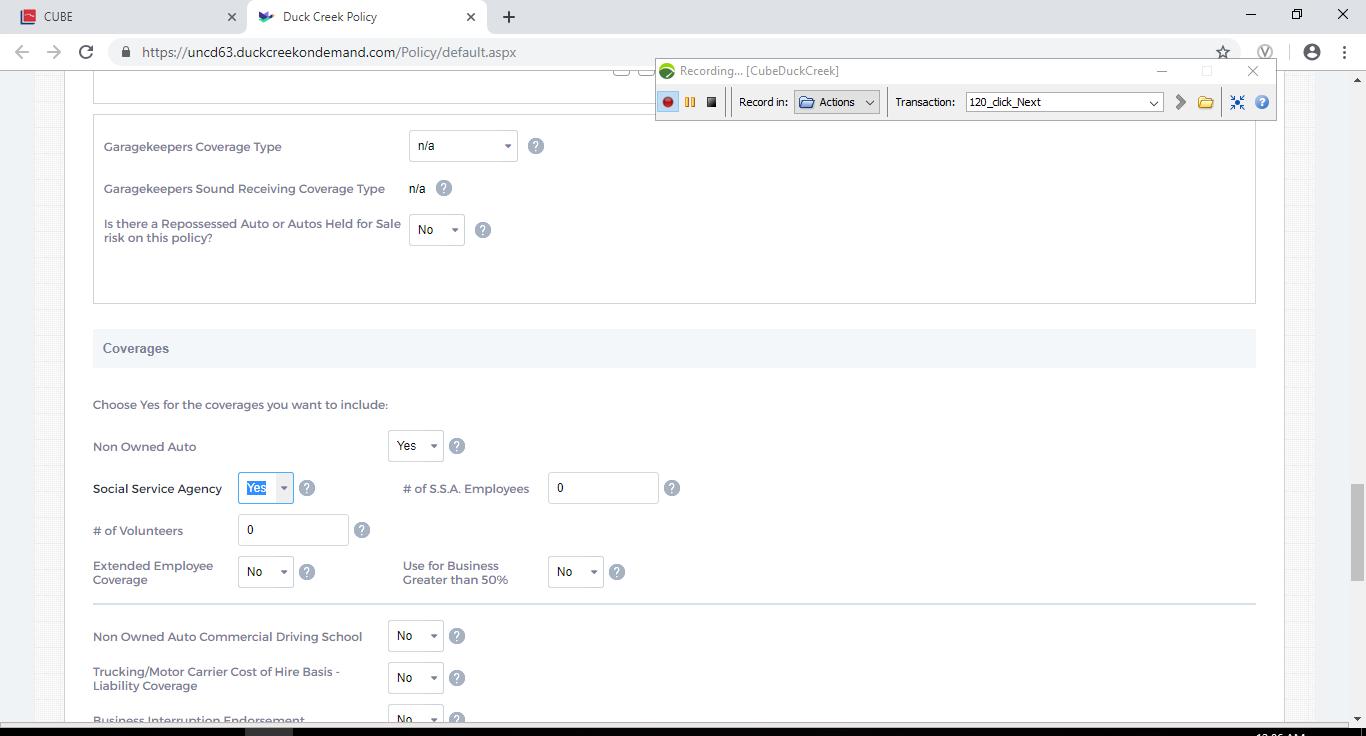 CUBE
Duck Creek Policy
https://uncd63.duckcreekondemand.com/Policy/default.aspx
Recording... [CubeDuckCreek]
Record in: Actions Transaction: 120_click_Next
Garagekeepers Coverage Type n/a
Garagekeepers Sound Receiving Coverage Type n/a
Is there a Repossessed Auto or Autos Held for Sale
risk on this policy? No
Coverages
Choose Yes for the coverages you want to include:
Non Owned Auto Yes
Social Service Agency Yes # of S.S.A. Employees 0
# of Volunteers 0
Extended Employee
Coverage No Use for Business
Greater than 50% No
Non Owned Auto Commercial Driving School No
Trucking/Motor Carrier Cost of Hire Basis -
Liability Coverage No
Business Interruption Endorsement No